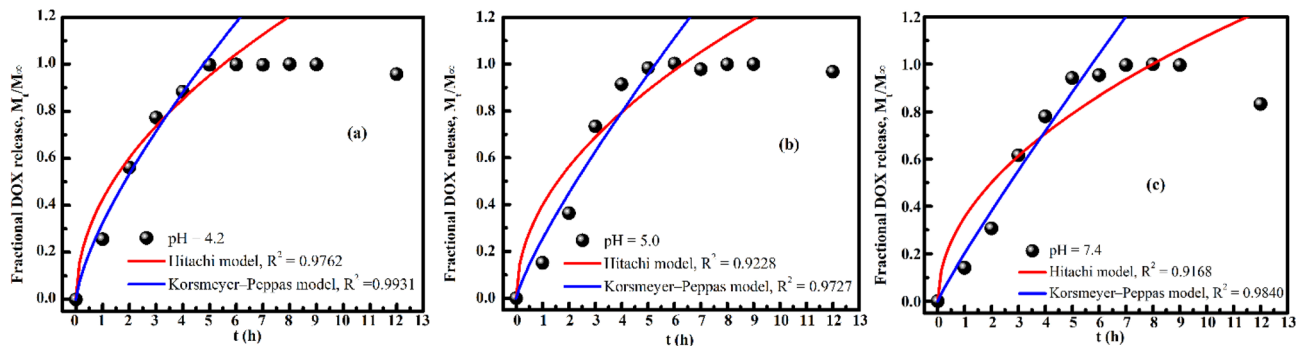 1.2
1.0
0.8
0.6
0.4
0.2
0.0
Fractional DOX release, Mt/M∞
(a)
pH = 4.2
Hitachi model, R² = 0.9762
Korsmeyer–Peppas model, R² =0.9931
0 1 2 3 4 5 6 7 8 9 10 11 12 13
t (h)
1.2
1.0
0.8
0.6
0.4
0.2
0.0
Fractional DOX release, Mt/M∞
(b)
pH = 5.0
Hitachi model, R² = 0.9228
Korsmeyer–Peppas model, R² =0.9727
0 1 2 3 4 5 6 7 8 9 10 11 12 13
t (h)
1.2
1.0
0.8
0.6
0.4
0.2
0.0
Fractional DOX release, Mt/M∞
(c)
pH = 7.4
Hitachi model, R² = 0.9168
Korsmeyer–Peppas model, R² = 0.9840
0 1 2 3 4 5 6 7 8 9 10 11 12 13
t (h)